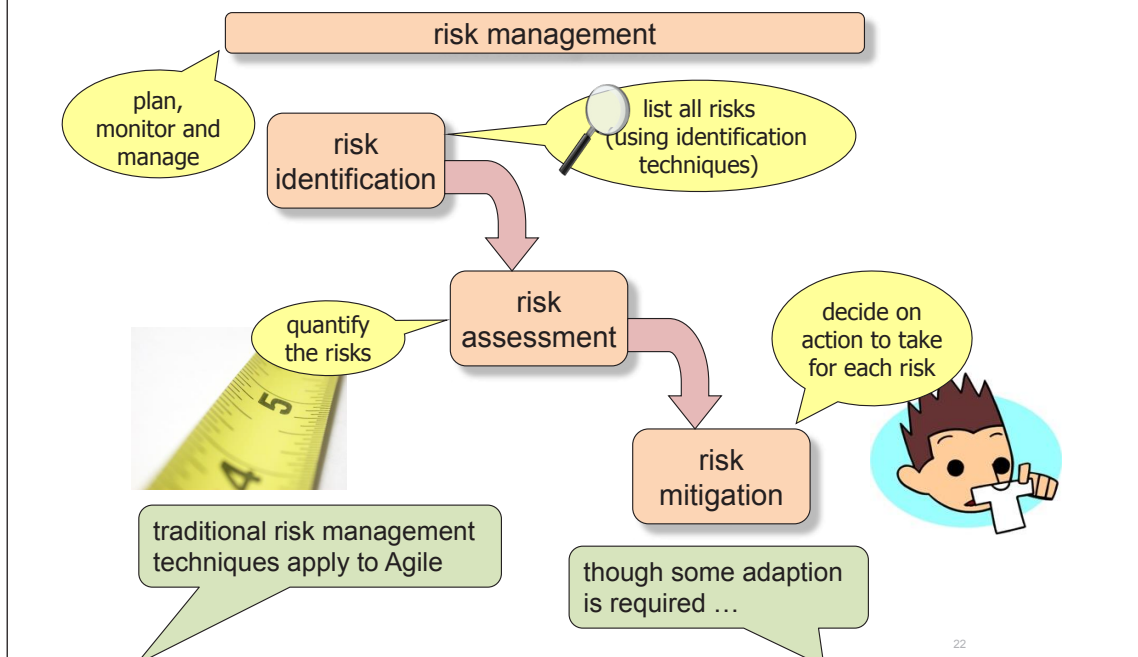 risk management
plan,
monitor and
manage
risk
identification
list all risks
(using identification
techniques)
risk
assessment
quantify
the risks
5
4
decide on
action to take
for each risk
risk
mitigation
traditional risk management
techniques apply to Agile
though some adaption
is required …
22